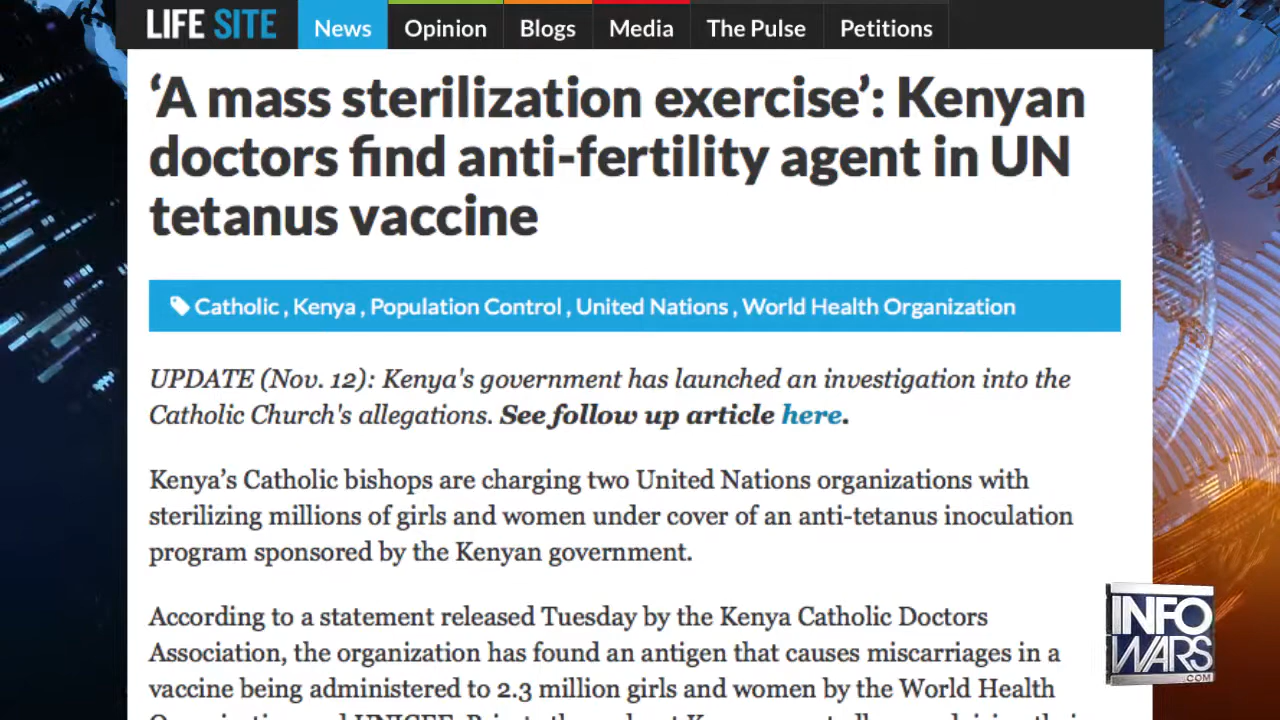 LIFE SITE News Opinion Blogs Media The Pulse Petitions
‘A mass sterilization exercise’: Kenyan
doctors find anti-fertility agent in UN
tetanus vaccine
Catholic , Kenya , Population Control , United Nations , World Health Organization
UPDATE (Nov. 12): Kenya's government has launched an investigation into the
Catholic Church's allegations. See follow up article here.
Kenya’s Catholic bishops are charging two United Nations organizations with
sterilizing millions of girls and women under cover of an anti-tetanus inoculation
program sponsored by the Kenyan government.
According to a statement released Tuesday by the Kenya Catholic Doctors
Association, the organization has found an antigen that causes miscarriages in a
vaccine being administered to 2.3 million girls and women by the World Health
INFO
WARS
.COM